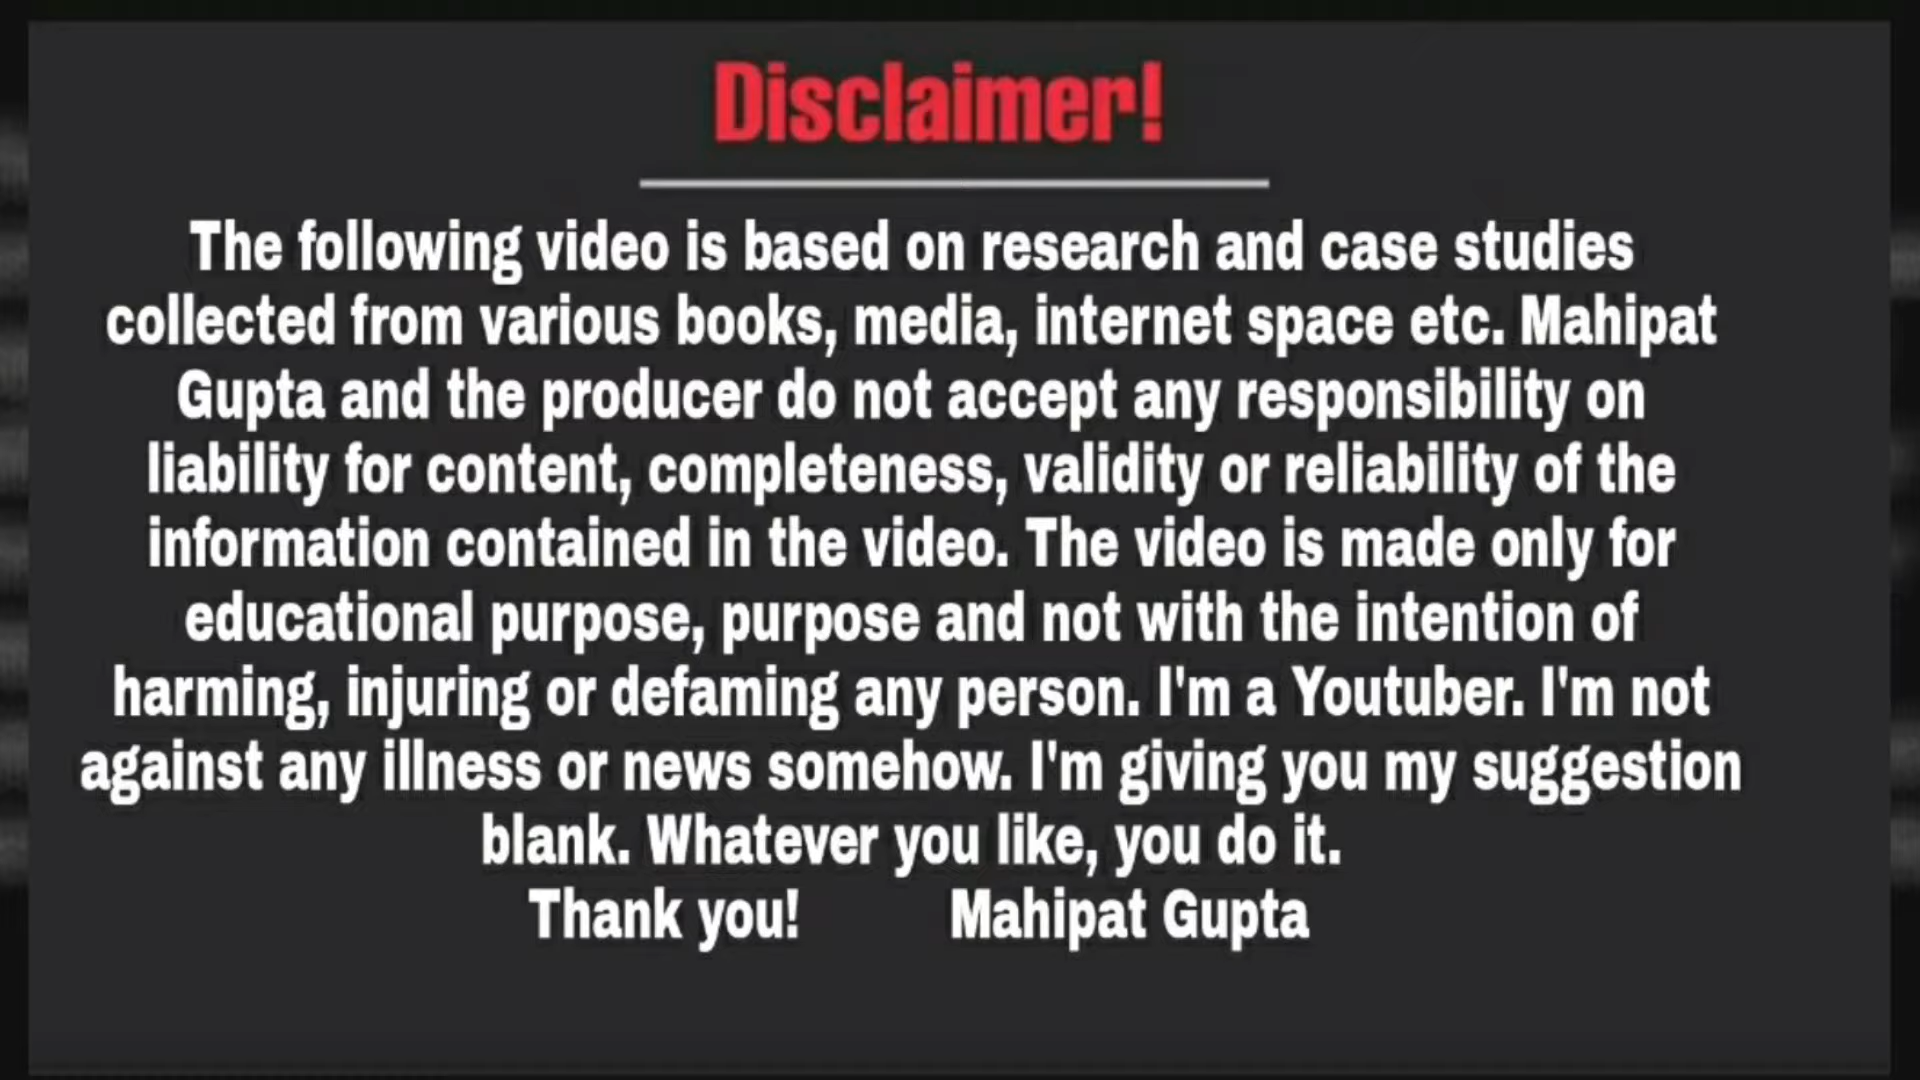 Disclaimer!
The following video is based on research and case studies
collected from various books, media, internet space etc. Mahipat
Gupta and the producer do not accept any responsibility on
liability for content, completeness, validity or reliability of the
information contained in the video. The video is made only for
educational purpose, purpose and not with the intention of
harming, injuring or defaming any person. I'm a Youtuber. I'm not
against any illness or news somehow. I'm giving you my suggestion
blank. Whatever you like, you do it.
Thank you! Mahipat Gupta